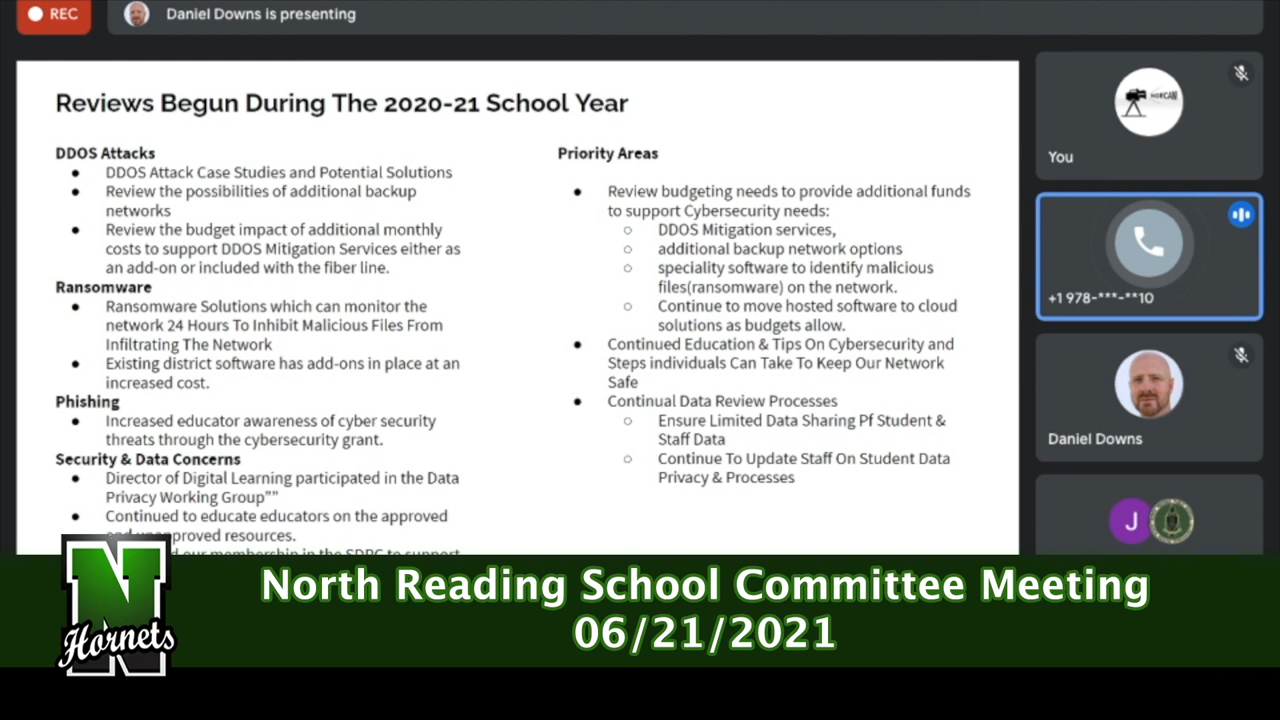 REC
Daniel Downs is presenting
Reviews Begun During The 2020-21 School Year
DDOS Attacks
● DDOS Attack Case Studies and Potential Solutions
● Review the possibilities of additional backup
networks
● Review the budget impact of additional monthly
costs to support DDOS Mitigation Services either as
an add-on or included with the fiber line.
Ransomware
● Ransomware Solutions which can monitor the
network 24 Hours To Inhibit Malicious Files From
Infiltrating The Network
● Existing district software has add-ons in place at an
increased cost.
Phishing
● Increased educator awareness of cyber security
threats through the cybersecurity grant.
Security & Data Concerns
● Director of Digital Learning participated in the Data
Privacy Working Group””
● Continued to educate educators on the approved
and unapproved resources.
our membership in the SDPC to support
Priority Areas
● Review budgeting needs to provide additional funds
to support Cybersecurity needs:
○ DDOS Mitigation services,
○ additional backup network options
○ speciality software to identify malicious
files(ransomware) on the network.
○ Continue to move hosted software to cloud
solutions as budgets allow.
● Continued Education & Tips On Cybersecurity and
Steps individuals Can Take To Keep Our Network
Safe
● Continual Data Review Processes
○ Ensure Limited Data Sharing Pf Student &
Staff Data
○ Continue To Update Staff On Student Data
Privacy & Processes
NORCAM
You
+1 978-***-**10
Daniel Downs
J
N
Hornets
North Reading School Committee Meeting
06/21/2021